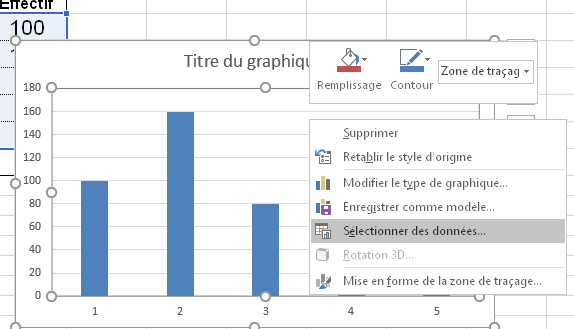 Effectif
100
Titre du graphiqu
Remplissage
Contour
Zone de traçag
Supprimer
Rétablir le style d'origine
Modifier le type de graphique...
Enregistrer comme modèle...
Sélectionner des données...
Rotation 3D...
Mise en forme de la zone de traçage...
180
160
140
120
100
80
60
40
20
0
1 2 3 4 5